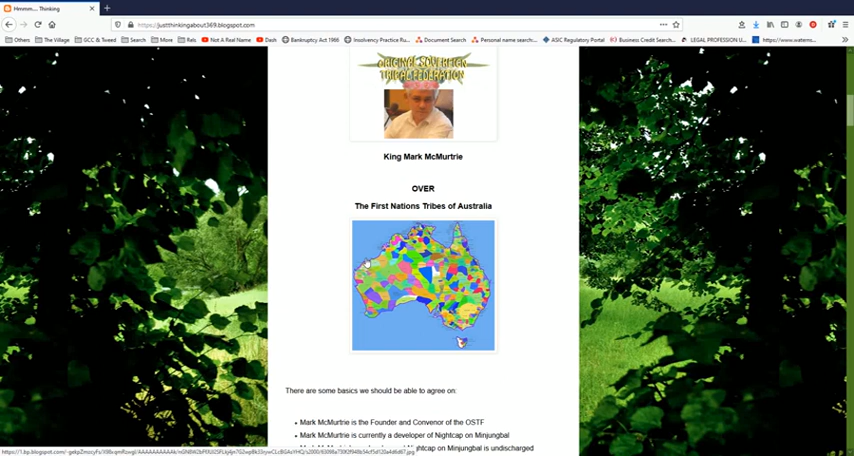 Hmmm.... Thinking
https://justthinkingabout369.blogspot.com
Others The Village GCC & Tweed Search More Rels Not A Real Name Dash Bankruptcy Act 1966 Insolvency Practice Ru... Document Search Personal name search... ASIC Regulatory Portal Business Credit Search... LEGAL PROFESSION U...
ORIGINAL SOVEREIGN
TRIBAL FEDERATION
King Mark McMurtrie
OVER
The First Nations Tribes of Australia
There are some basics we should be able to agree on:
Mark McMurtrie is the Founder and Convenor of the OSTF
Mark McMurtrie is currently a developer of Nightcap on Minjungbal
Nightcap on Minjungbal is undischarged